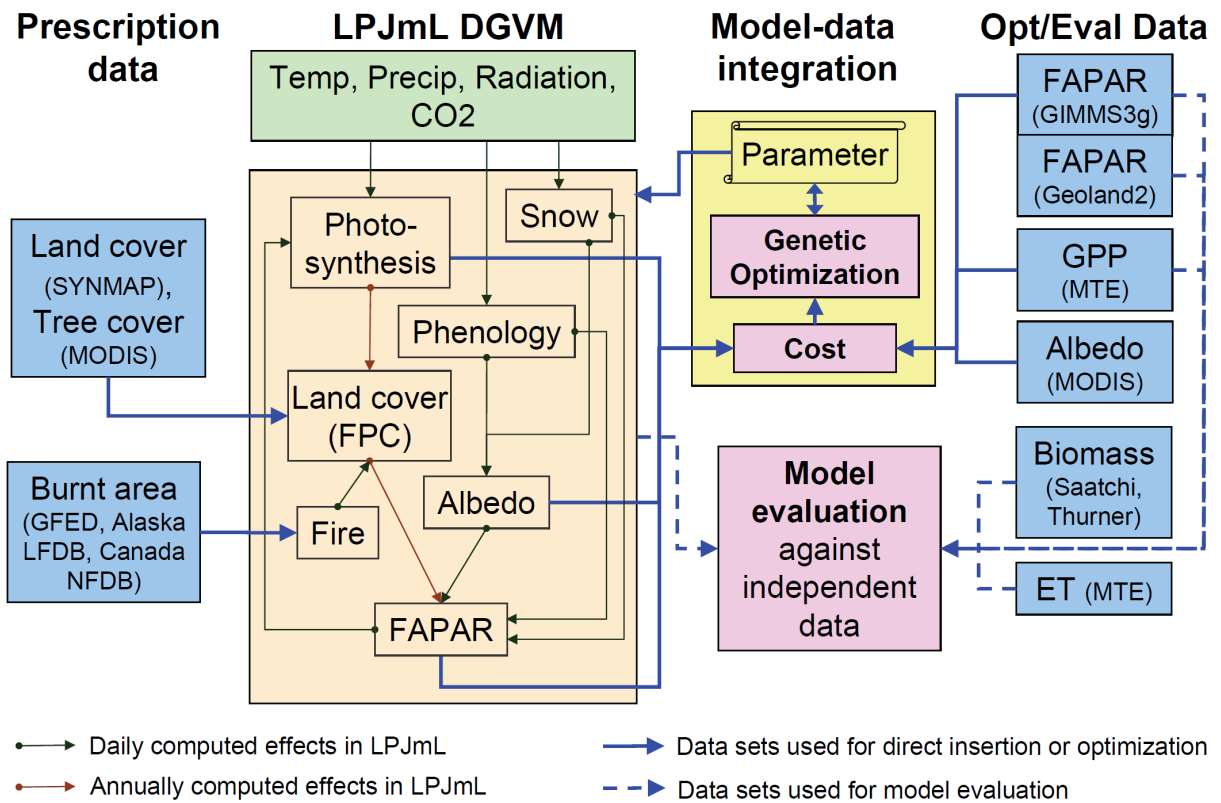 Prescription
data
LPJmL DGVM
Model-data
integration
Opt/Eval Data
Temp, Precip, Radiation,
CO2
Photo-
synthesis
Snow
Phenology
Land cover
(FPC)
Fire
Albedo
FAPAR
Land cover
(SYNMAP),
Tree cover
(MODIS)
Burnt area
(GFED, Alaska
LFDB, Canada
NFDB)
Parameter
Genetic
Optimization
Cost
Model
evaluation
against
independent
data
FAPAR
(GIMMS3g)
FAPAR
(Geoland2)
GPP
(MTE)
Albedo
(MODIS)
Biomass
(Saatchi,
Thurner)
ET (MTE)
Daily computed effects in LPJmL
Annually computed effects in LPJmL
Data sets used for direct insertion or optimization
Data sets used for model evaluation